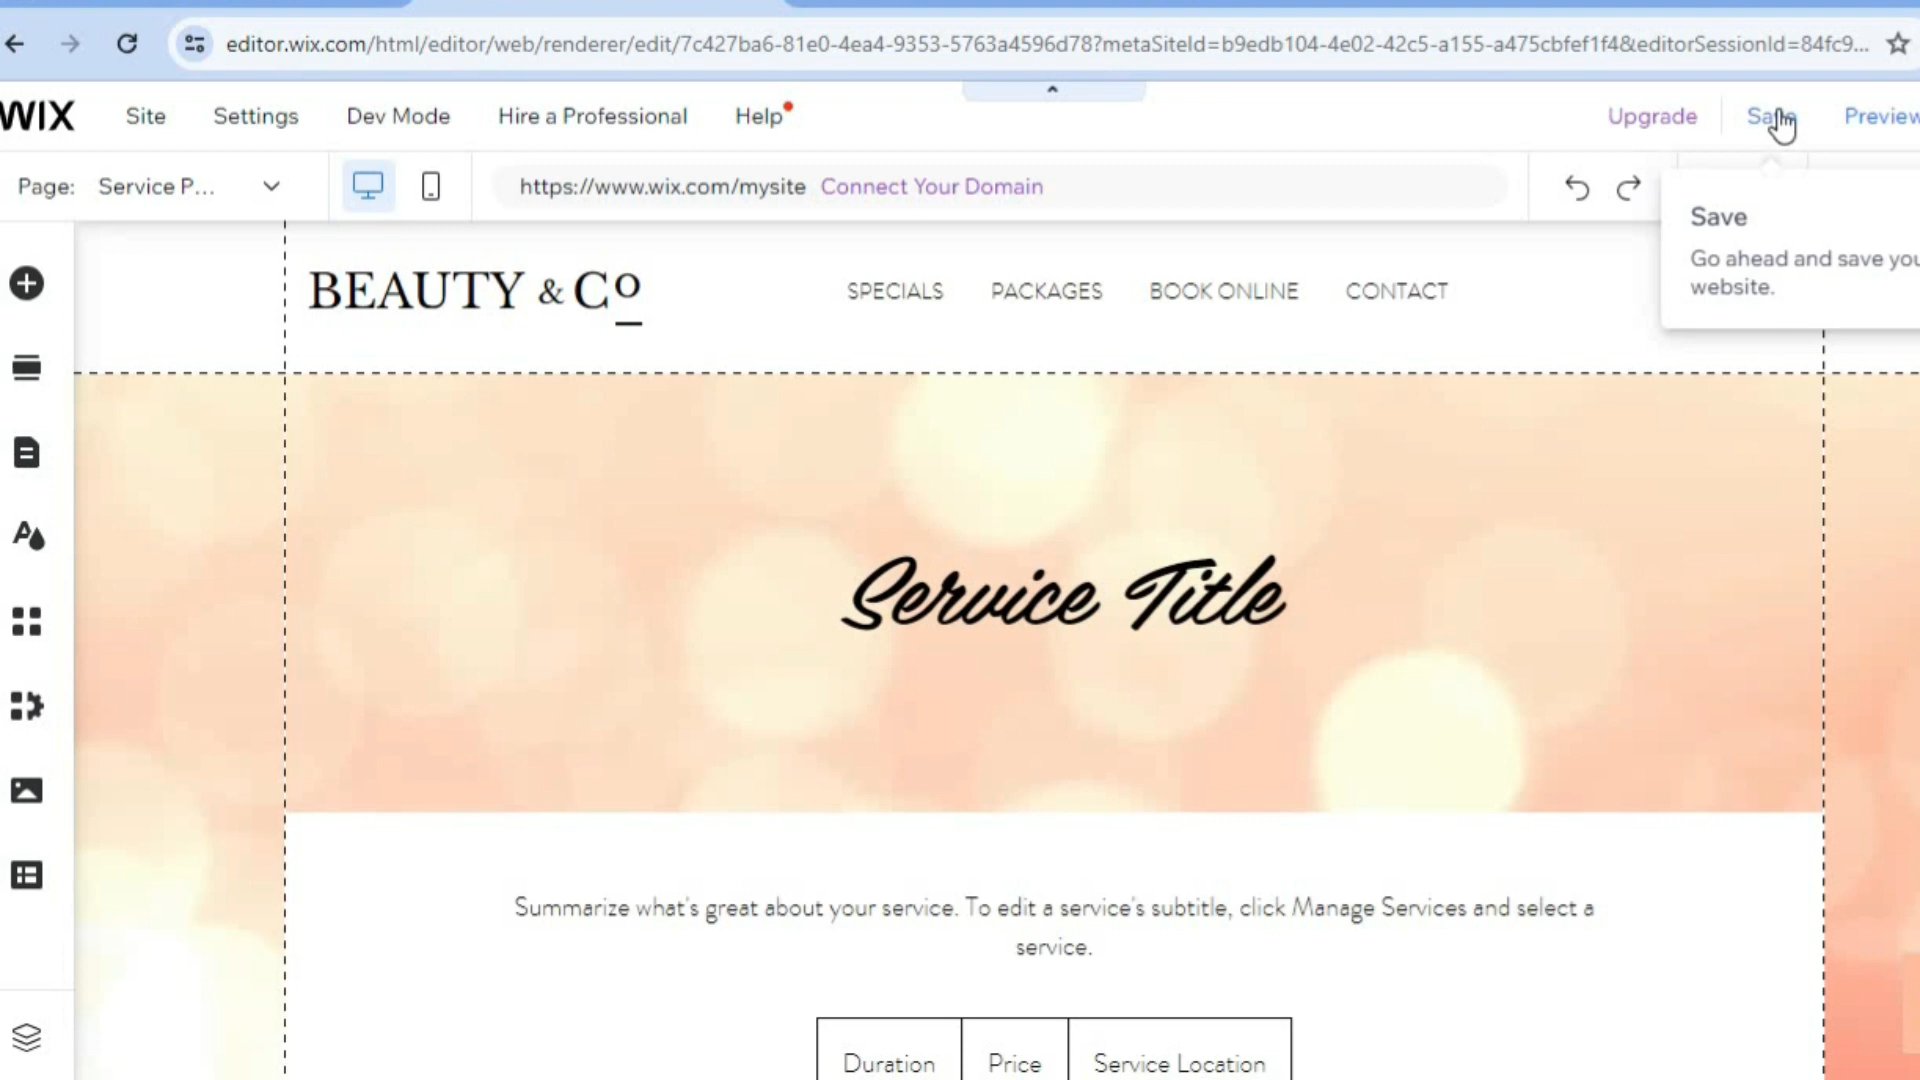 editor.wix.com/html/editor/web/renderer/edit/7c427ba6-81e0-4ea4-9353-5763a4596d78?metaSiteId=b9edb104-4e02-42c5-a155-a475cbfef1f4&editorSessionId=84fc9...
WIX Site Settings Dev Mode Hire a Professional Help Upgrade Save Preview
Page: Service P... https://www.wix.com/mysite Connect Your Domain
Save
Go ahead and save you
website.
BEAUTY & Co SPECIALS PACKAGES BOOK ONLINE CONTACT
Service Title
Summarize what's great about your service. To edit a service's subtitle, click Manage Services and select a
service.
Duration Price Service Location